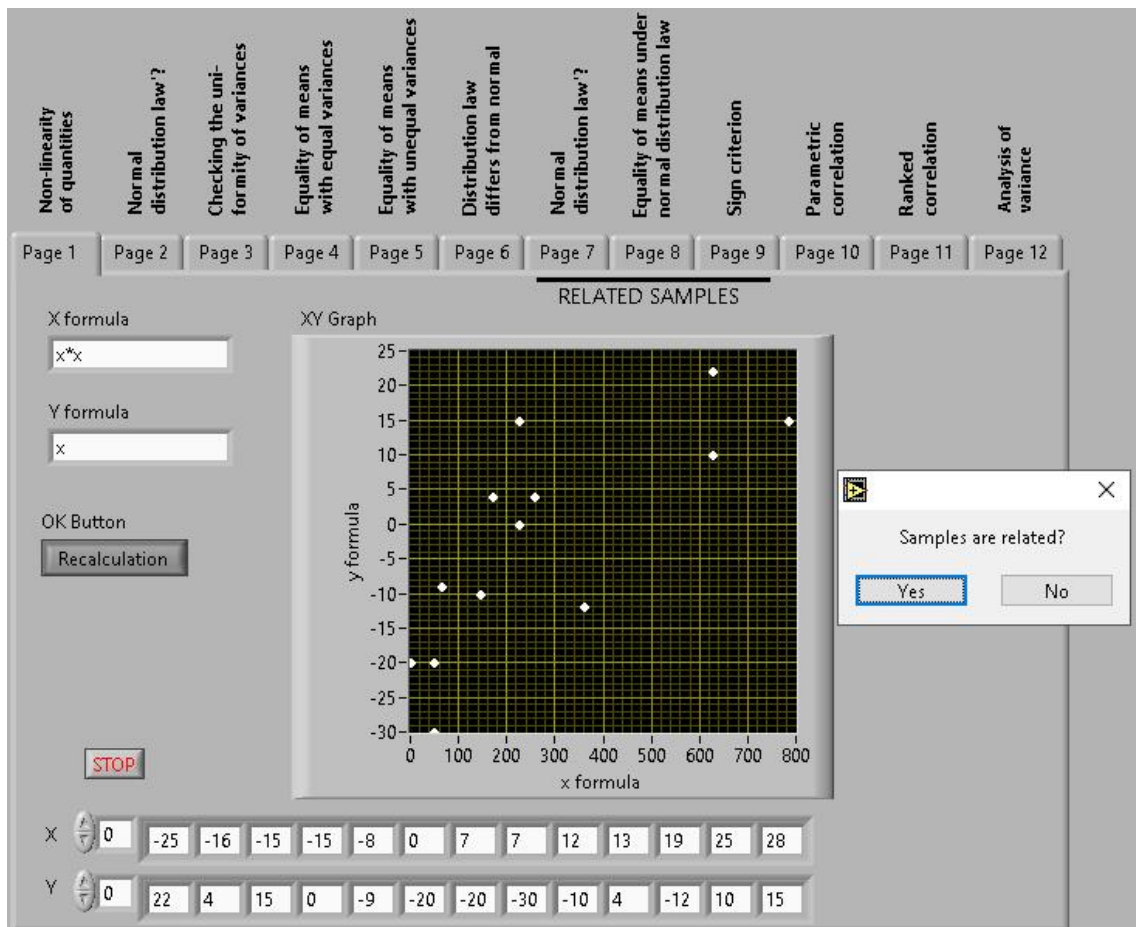 Non-linearity
of quantities
Normal
distribution law'?
Checking the uni-
formity of variances
Equality of means
with equal variances
Equality of means
with unequal variances
Distribution law
differs from normal
Normal
distribution law'?
Equality of means under
normal distribution law
Sign criterion
Parametric
correlation
Ranked
correlation
Analysis of
variance
Page 1 Page 2 Page 3 Page 4 Page 5 Page 6 Page 7 Page 8 Page 9 Page 10 Page 11 Page 12
RELATED SAMPLES
X formula
x*x
Y formula
x
OK Button
Recalculation
STOP
XY Graph
y formula
25
20
15
10
5
0
-5
-10
-15
-20
-25
-30
0 100 200 300 400 500 600 700 800
x formula
Samples are related?
Yes No
X 0 -25 -16 -15 -15 -8 0 7 7 12 13 19 25 28
Y 0 22 4 15 0 -9 -20 -20 -30 -10 4 -12 10 15